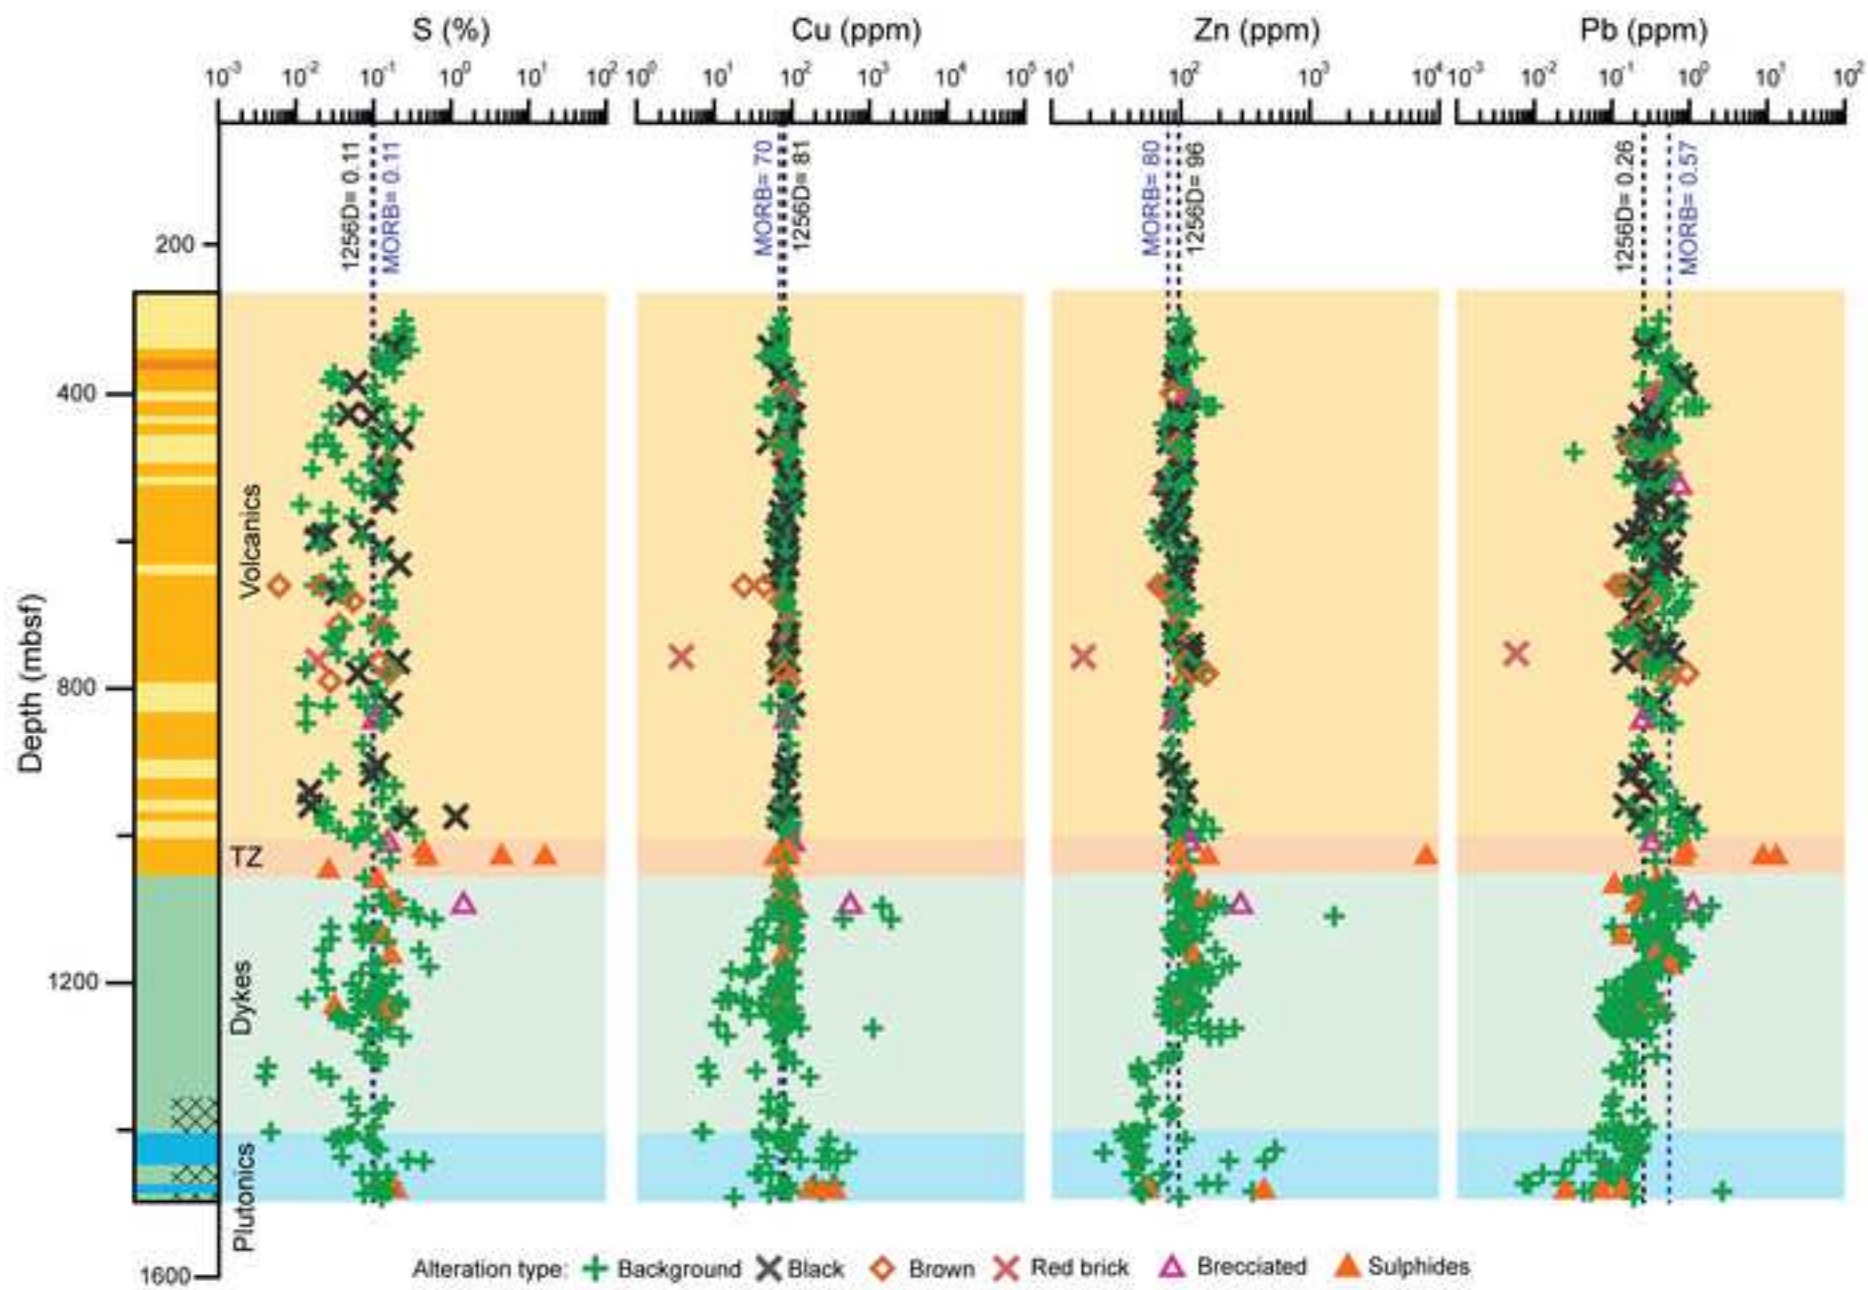 S (%) Cu (ppm) Zn (ppm) Pb (ppm)
10⁻³ 10⁻² 10⁻¹ 10⁰ 10¹ 10² 10⁰ 10¹ 10² 10³ 10⁴ 10⁵ 10¹ 10² 10³ 10⁴ 10⁻³ 10⁻² 10⁻¹ 10⁰ 10¹ 10²
1256D= 0.11
MORB= 0.11
MORB= 70
1256D= 81
MORB= 80
1256D= 96
1256D= 0.26
MORB= 0.57
Depth (mbsf)
200
400
800
1200
1600
Volcanics
TZ
Dykes
Plutonics
Alteration type: Background Black Brown Red brick Brecciated Sulphides